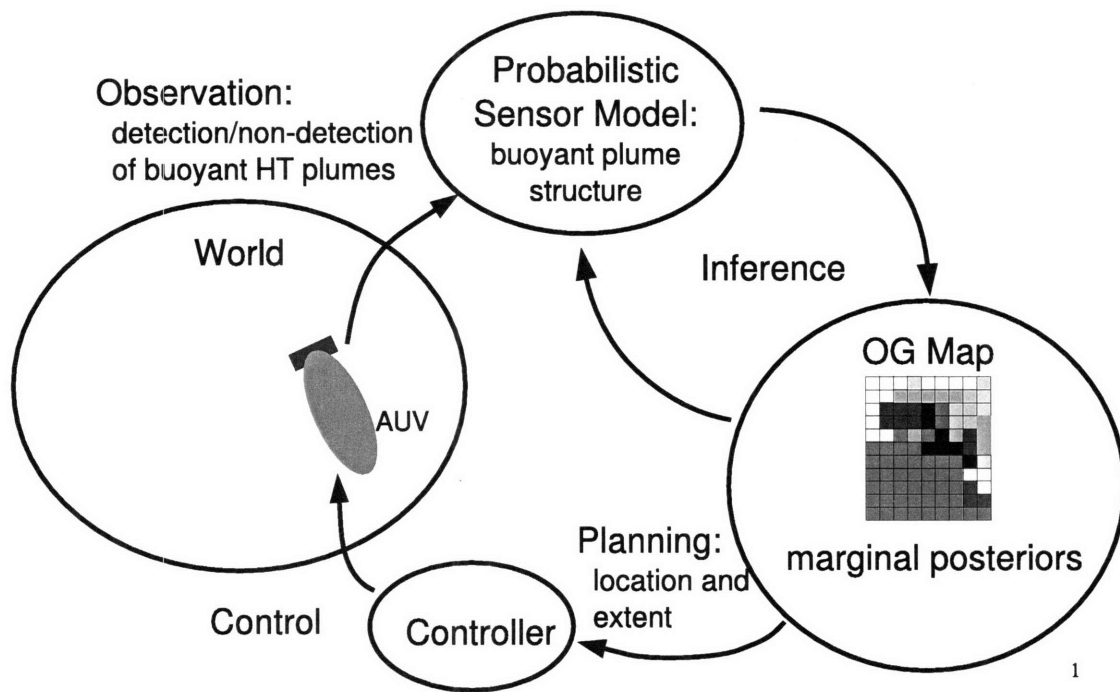 Observation:
detection/non-detection
of buoyant HT plumes
Probabilistic
Sensor Model:
buoyant plume
structure
World
Inference
AUV
OG Map
marginal posteriors
Planning:
location and
extent
Control
Controller
1